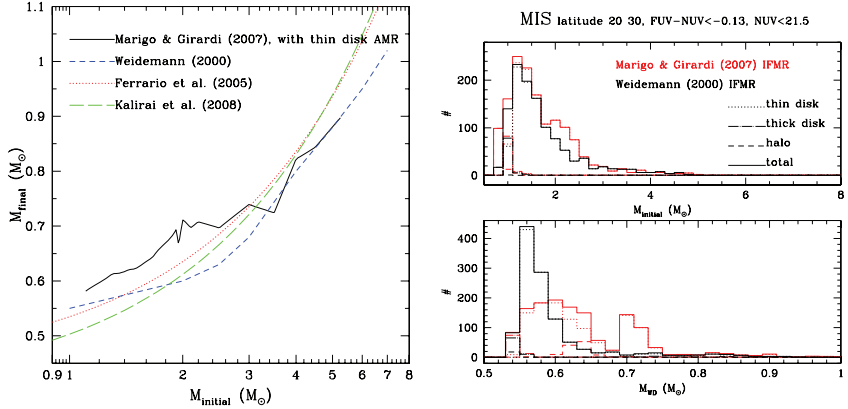 1.1
1
0.9
0.8
0.7
0.6
0.5
M_final (M_⊙)
Marigo & Girardi (2007), with thin disk AMR
Weidemann (2000)
Ferrario et al. (2005)
Kalirai et al. (2008)
0.9 1 2 3 4 5 6 7 8
M_initial (M_⊙)
MIS latitude 20 30, FUV−NUV<−0.13, NUV<21.5
200
100
0
#
Marigo & Girardi (2007) IFMR
Weidemann (2000) IFMR
thin disk
thick disk
halo
total
2 4 6 8
M_initial (M_⊙)
400
300
200
100
0
#
0.5 0.6 0.7 0.8 0.9 1
M_WD (M_⊙)